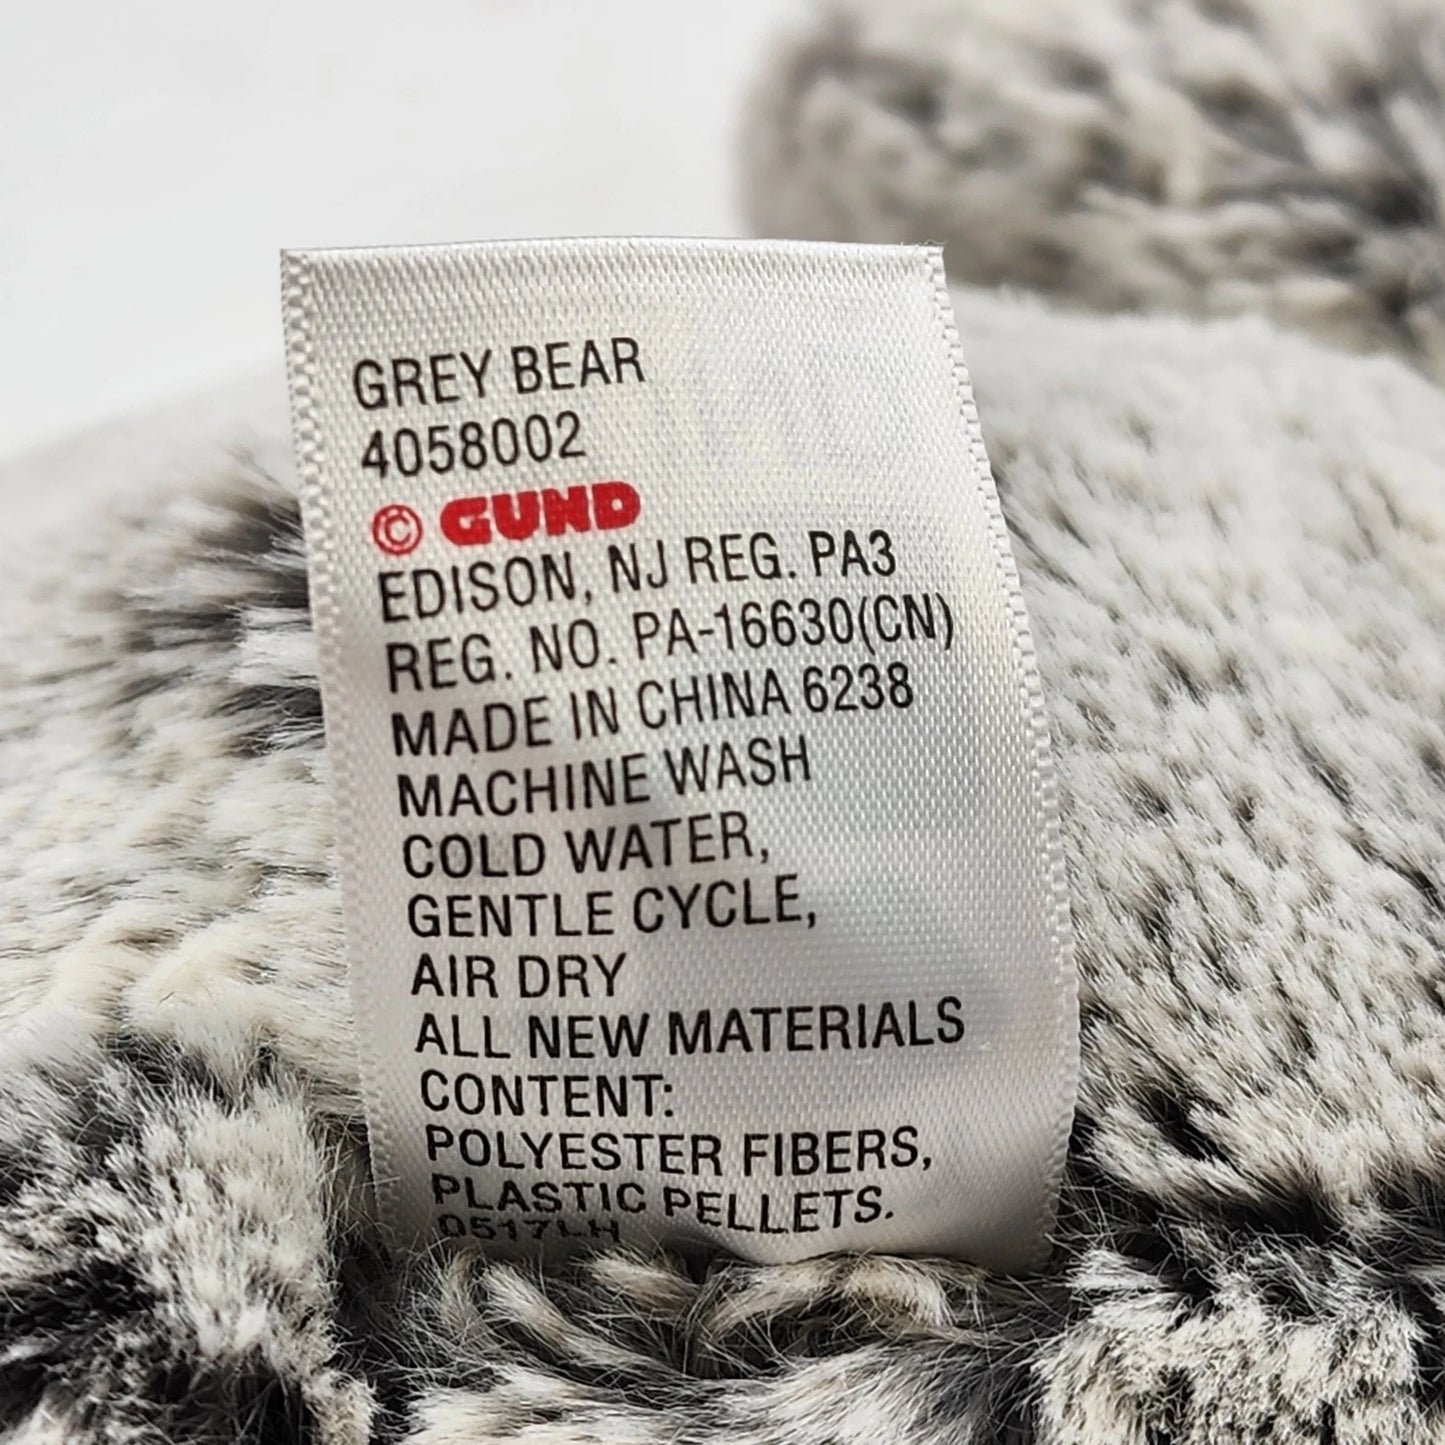 GREY BEAR
4058002
© GUND
EDISON, NJ REG. PA3
REG. NO. PA-16630(CN)
MADE IN CHINA 6238
MACHINE WASH
COLD WATER,
GENTLE CYCLE,
AIR DRY
ALL NEW MATERIALS
CONTENT:
POLYESTER FIBERS,
PLASTIC PELLETS.
0517LH